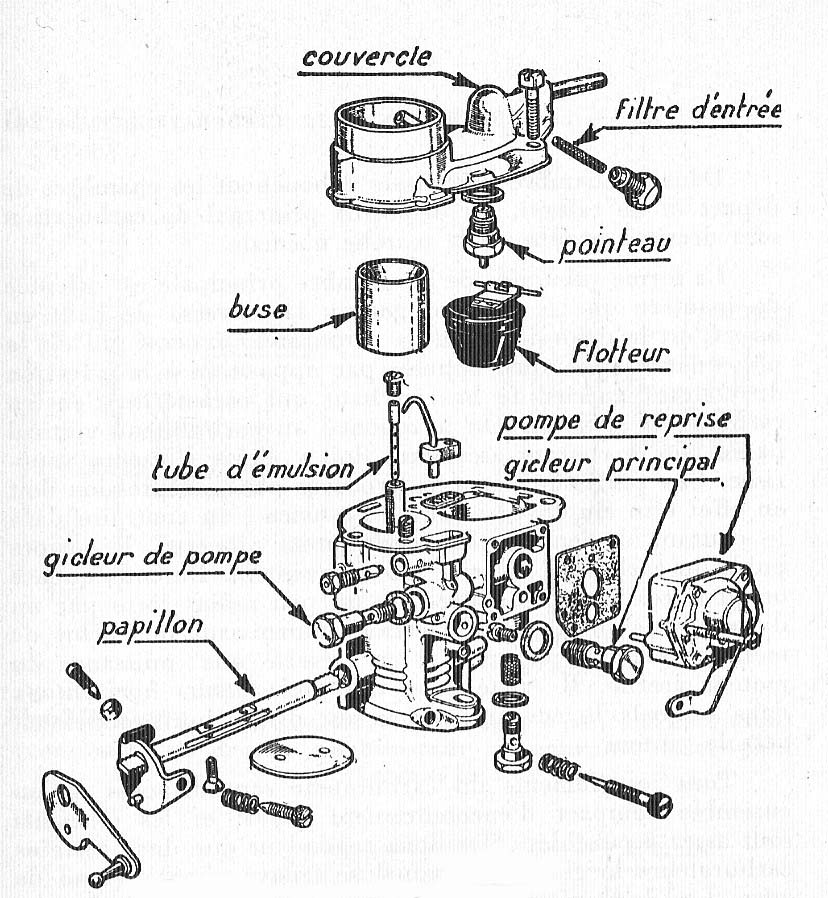 couvercle
filtre d'entrée
pointeau
buse
flotteur
pompe de reprise
tube d'émulsion
gicleur principal
gicleur de pompe
papillon